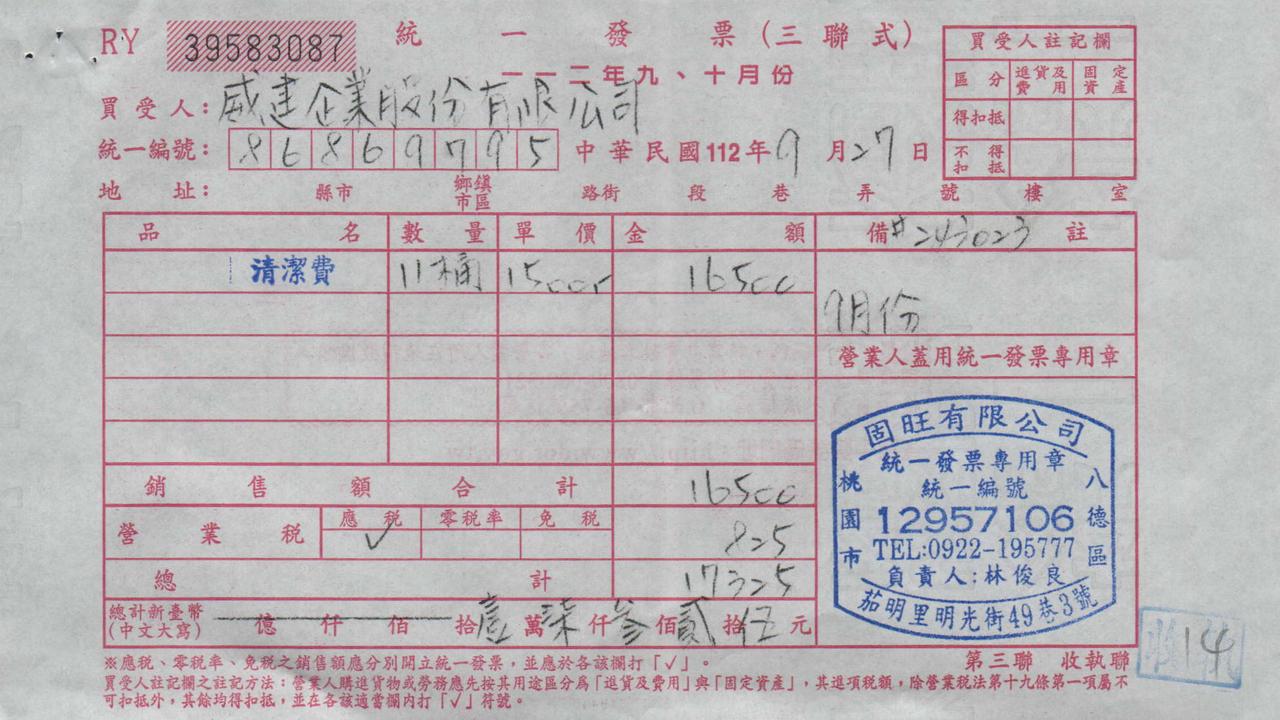 RY 39583087 統一發票(三聯式)
一一二年九、十月份
買受人: 威建企業股份有限公司
統一編號: 86869795 中華民國112年9月27日
地址: 縣市 鄉鎮市區 路街 段 巷 弄 號 樓 室
買受人註記欄
區分 進貨及費用 固定資產
得扣抵
不得扣抵
品名 數量 單價 金額 備註 #243023
清潔費 11桶 1500 16500
9月份
營業人蓋用統一發票專用章
銷售額合計 16500
營業稅 應稅 零稅率 免稅
✓ 825
總計 17325
總計新臺幣(中文大寫) 億 仟 佰 拾壹萬柒仟參佰貳拾伍元
固旺有限公司
統一發票專用章
統一編號
12957106
TEL:0922-195777
負責人:林俊良
桃園市
八德區
茄明里明光街49巷3號
第三聯 收執聯
14
※應稅、零稅率、免稅之銷售額應分別開立統一發票,並應於各該欄打「✓」。
買受人註記欄之註記方法:營業人購進貨物或勞務應先按其用途區分為「進貨及費用」與「固定資產」,其進項稅額,除營業稅法第十九條第一項屬不
可扣抵外,其餘均得扣抵,並在各該適當欄內打「✓」符號。